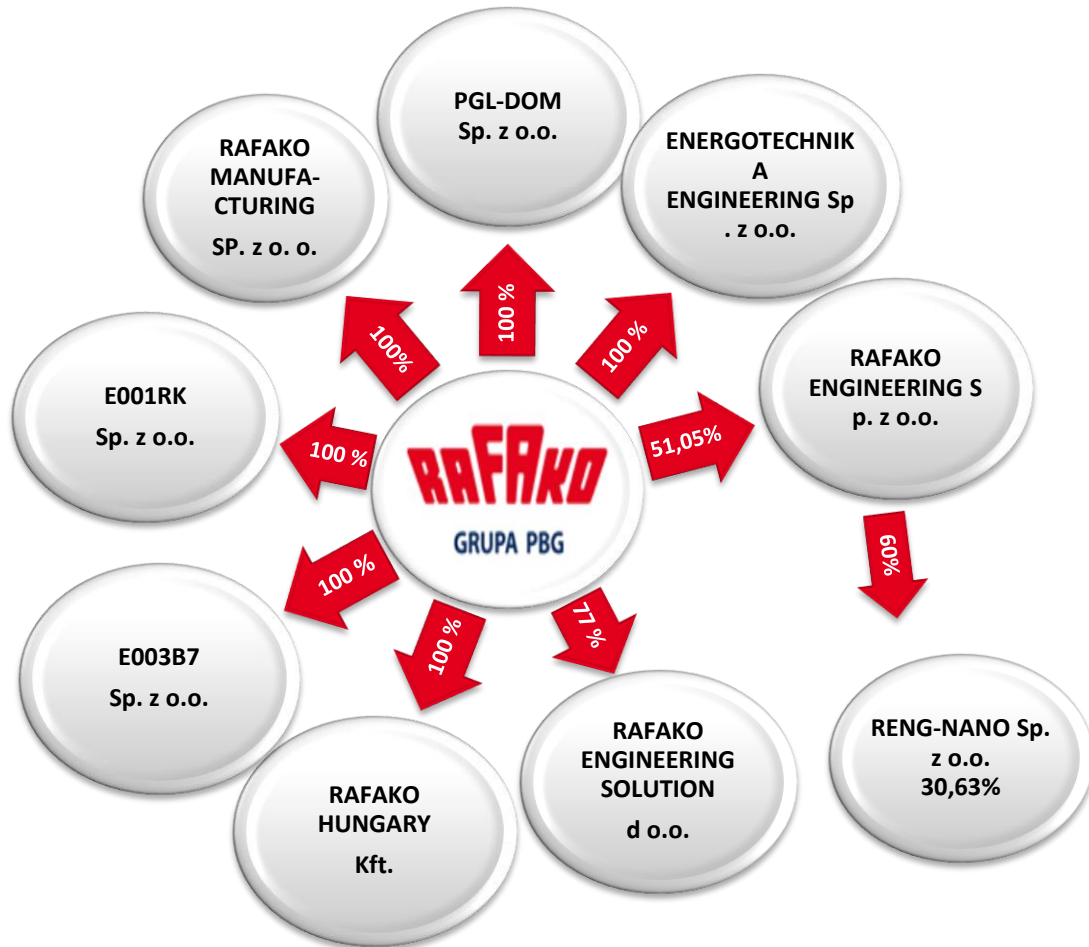 PGL-DOM
Sp. z o.o.
RAFAKO
MANUFA-
CTURING
SP. z o. o.
ENERGOTECHNIK
A
ENGINEERING Sp
. z o.o.
100%
100 %
100 %
E001RK
Sp. z o.o.
100 %
RAFAKO
GRUPA PBG
51,05%
RAFAKO
ENGINEERING S
p. z o.o.
60%
100 %
100 %
77 %
E003B7
Sp. z o.o.
RAFAKO
HUNGARY
Kft.
RAFAKO
ENGINEERING
SOLUTION
d o.o.
RENG-NANO Sp.
z o.o.
30,63%